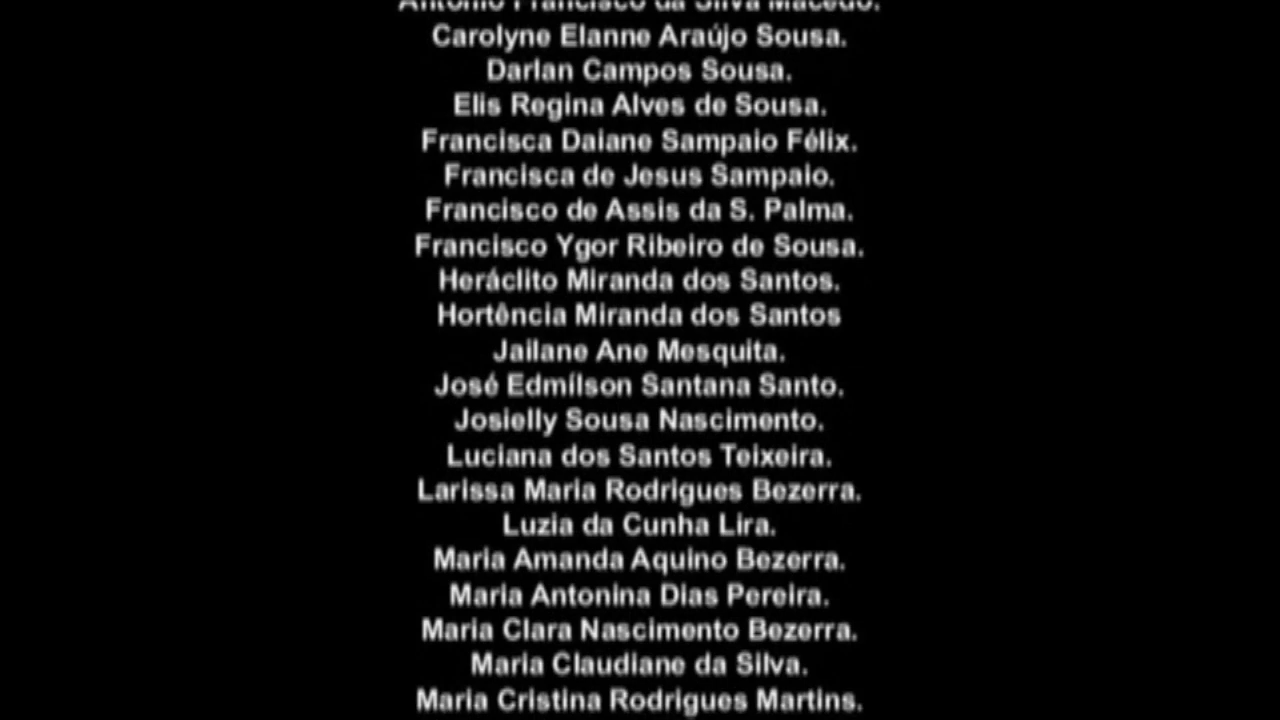 Antonio Francisco da Silva Macedo.
Carolyne Elanne Araújo Sousa.
Darlan Campos Sousa.
Elis Regina Alves de Sousa.
Francisca Daiane Sampaio Félix.
Francisca de Jesus Sampaio.
Francisco de Assis da S. Palma.
Francisco Ygor Ribeiro de Sousa.
Heráclito Miranda dos Santos.
Hortência Miranda dos Santos
Jailane Ane Mesquita.
José Edmílson Santana Santo.
Josielly Sousa Nascimento.
Luciana dos Santos Teixeira.
Larissa Maria Rodrigues Bezerra.
Luzia da Cunha Lira.
Maria Amanda Aquino Bezerra.
Maria Antonina Dias Pereira.
Maria Clara Nascimento Bezerra.
Maria Claudiane da Silva.
Maria Cristina Rodrigues Martins.